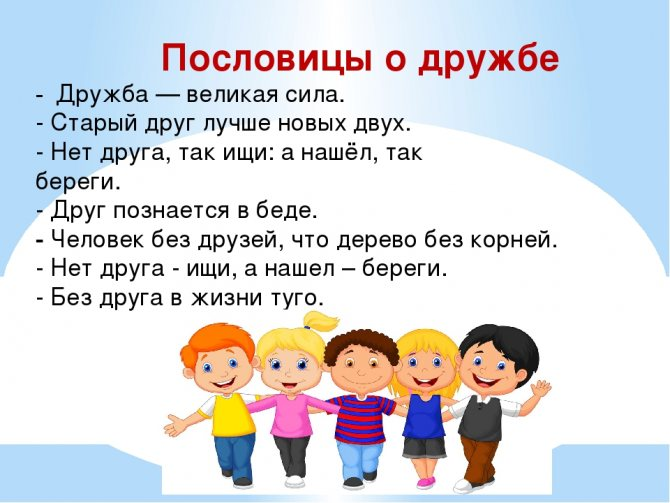 Пословицы о дружбе
-  Дружба — великая сила.
- Старый друг лучше новых двух.
- Нет друга, так ищи: а нашёл, так
береги.
- Друг познается в беде.
- Человек без друзей, что дерево без корней.
- Нет друга - ищи, а нашел – береги.
- Без друга в жизни туго.